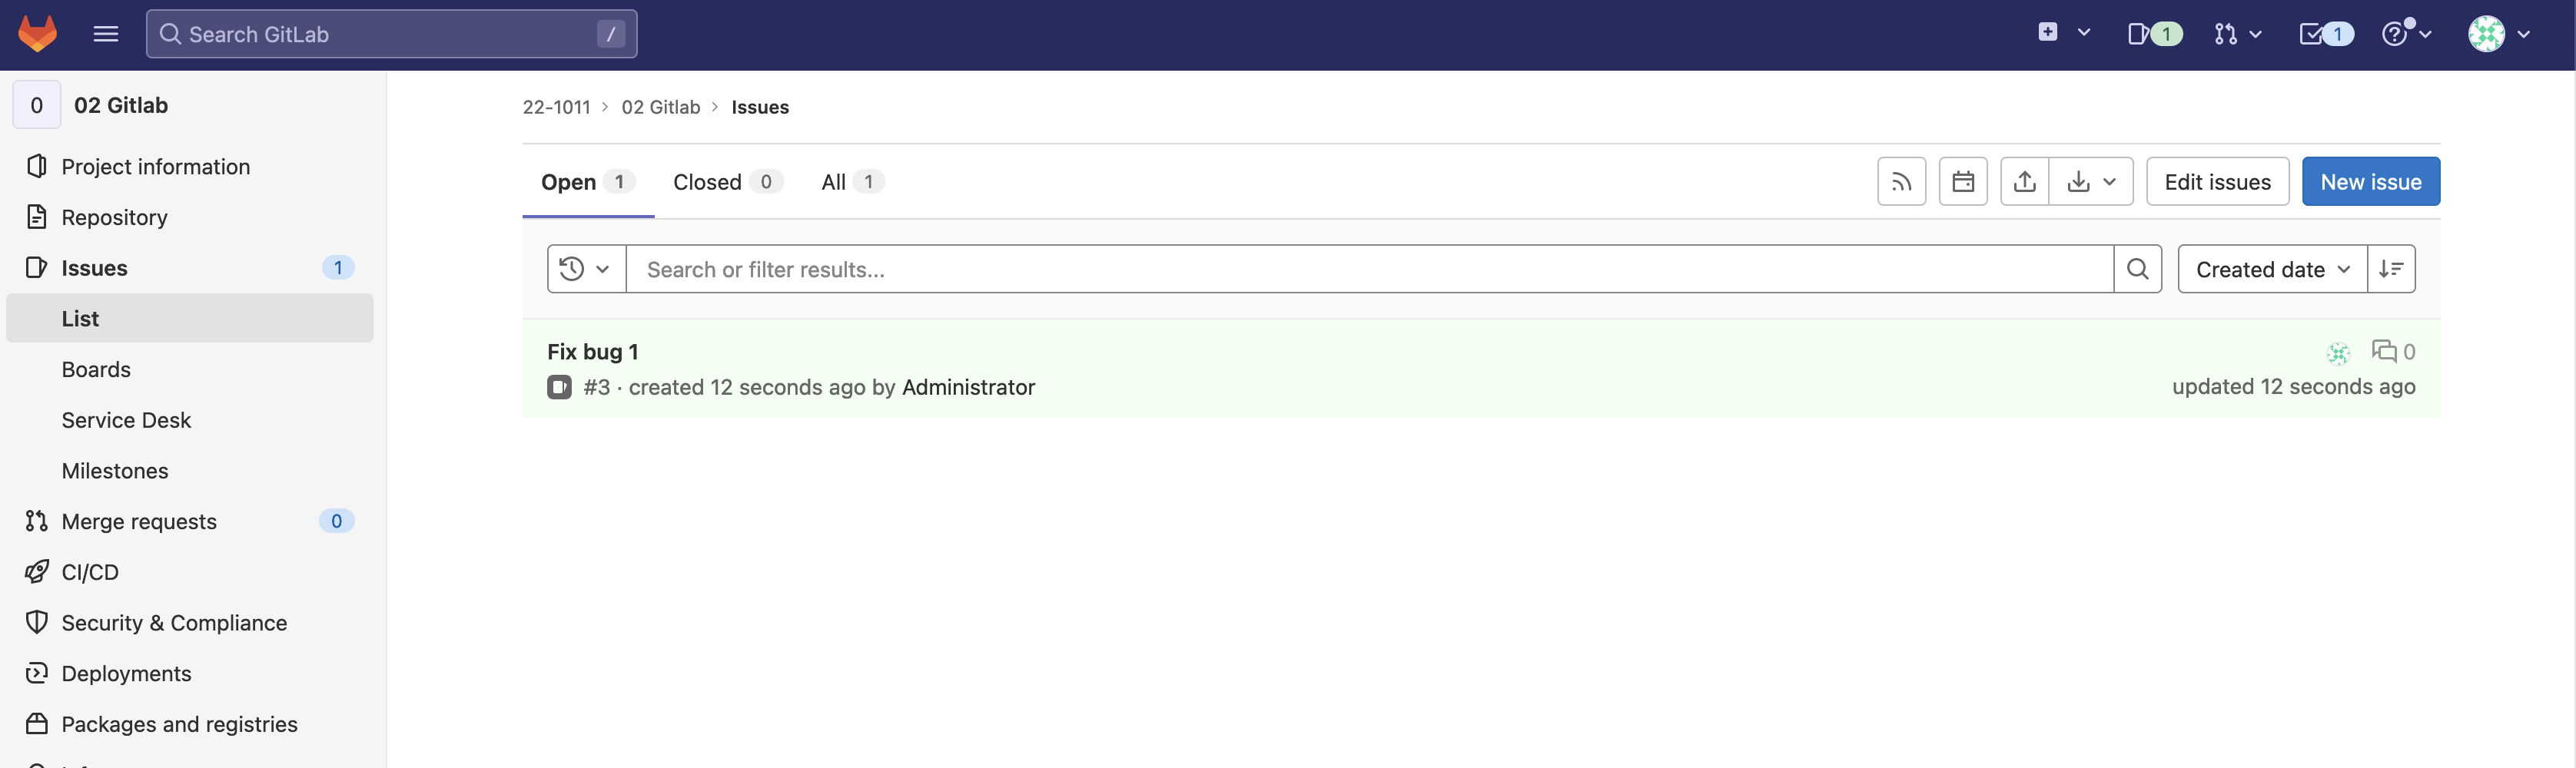 Search GitLab /
1
1
0 02 Gitlab
Project information
Repository
Issues 1
List
Boards
Service Desk
Milestones
Merge requests 0
CI/CD
Security & Compliance
Deployments
Packages and registries
22-1011 > 02 Gitlab > Issues
Open 1 Closed 0 All 1
Edit issues New issue
Search or filter results... Created date
Fix bug 1
0
#3 · created 12 seconds ago by Administrator
updated 12 seconds ago